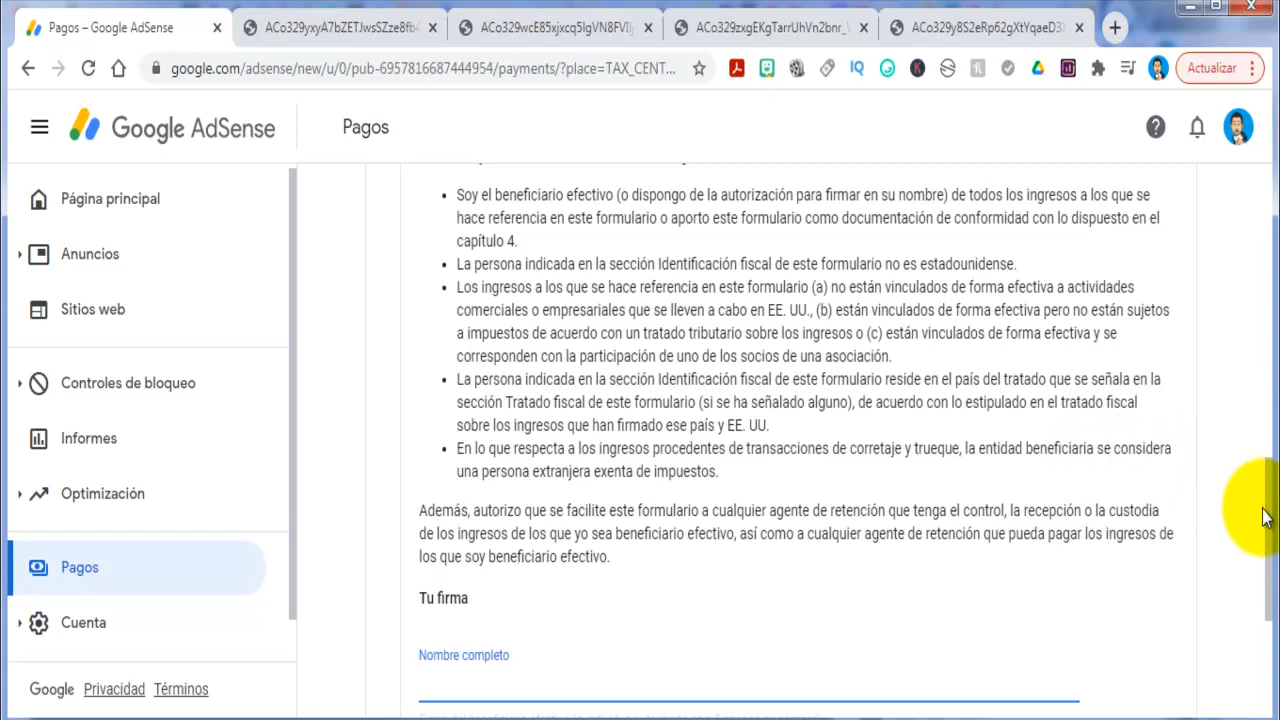 Pagos – Google AdSense
google.com/adsense/new/u/0/pub-6957816687444954/payments/?place=TAX_CENT...
Actualizar
Google AdSense
Pagos
Página principal
Anuncios
Sitios web
Controles de bloqueo
Informes
Optimización
Pagos
Cuenta
Google Privacidad Términos
Soy el beneficiario efectivo (o dispongo de la autorización para firmar en su nombre) de todos los ingresos a los que se
hace referencia en este formulario o aporto este formulario como documentación de conformidad con lo dispuesto en el
capítulo 4.
La persona indicada en la sección Identificación fiscal de este formulario no es estadounidense.
Los ingresos a los que se hace referencia en este formulario (a) no están vinculados de forma efectiva a actividades
comerciales o empresariales que se lleven a cabo en EE. UU., (b) están vinculados de forma efectiva pero no están sujetos
a impuestos de acuerdo con un tratado tributario sobre los ingresos o (c) están vinculados de forma efectiva y se
corresponden con la participación de uno de los socios de una asociación.
La persona indicada en la sección Identificación fiscal de este formulario reside en el país del tratado que se señala en la
sección Tratado fiscal de este formulario (si se ha señalado alguno), de acuerdo con lo estipulado en el tratado fiscal
sobre los ingresos que han firmado ese país y EE. UU.
En lo que respecta a los ingresos procedentes de transacciones de corretaje y trueque, la entidad beneficiaria se considera
una persona extranjera exenta de impuestos.
Además, autorizo que se facilite este formulario a cualquier agente de retención que tenga el control, la recepción o la custodia
de los ingresos de los que yo sea beneficiario efectivo, así como a cualquier agente de retención que pueda pagar los ingresos de
los que soy beneficiario efectivo.
Tu firma
Nombre completo